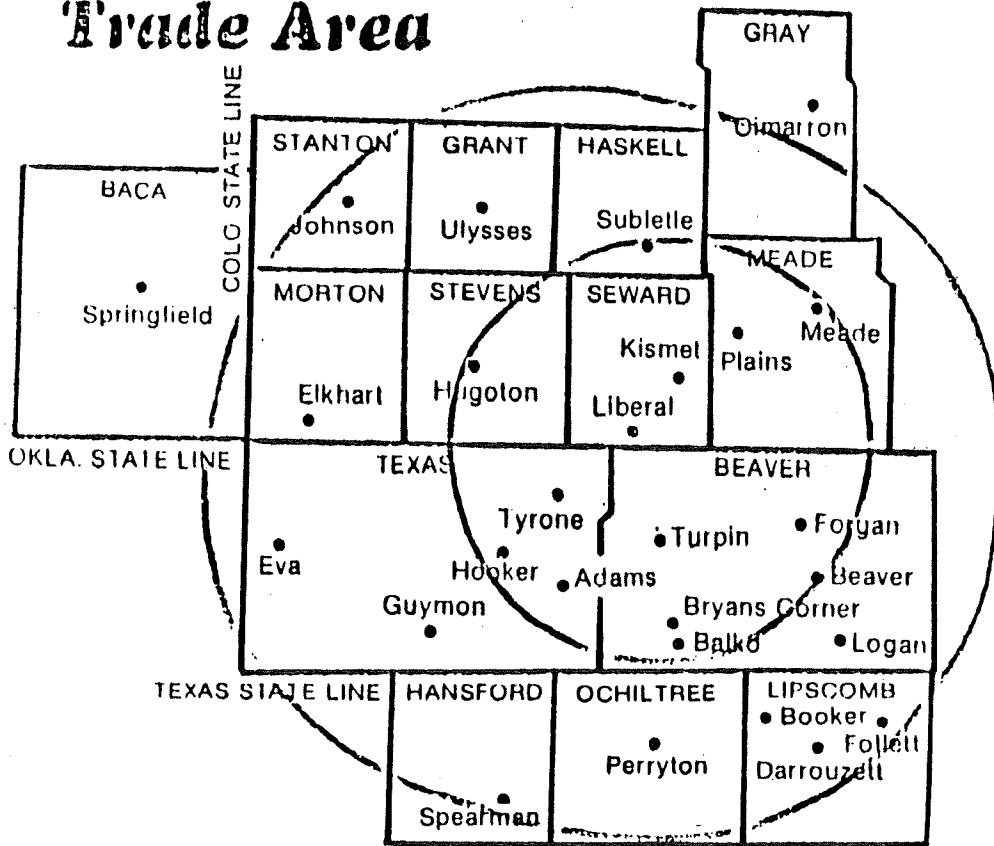 Trade Area
GRAY
COLO STATE LINE
Cimarron
STANTON
GRANT
HASKELL
BACA
Johnson
Ulysses
Sublette
MEADE
MORTON
STEVENS
SEWARD
Springfield
Meade
Kismet
Plains
Elkhart
Hugoton
Liberal
OKLA. STATE LINE
TEXAS
BEAVER
Tyrone
Turpin
Forgan
Eva
Hooker
Adams
Beaver
Guymon
Bryans Corner
Balko
Logan
TEXAS STATE LINE
HANSFORD
OCHILTREE
LIPSCOMB
Booker
Follett
Perryton
Darrouzett
Spearman